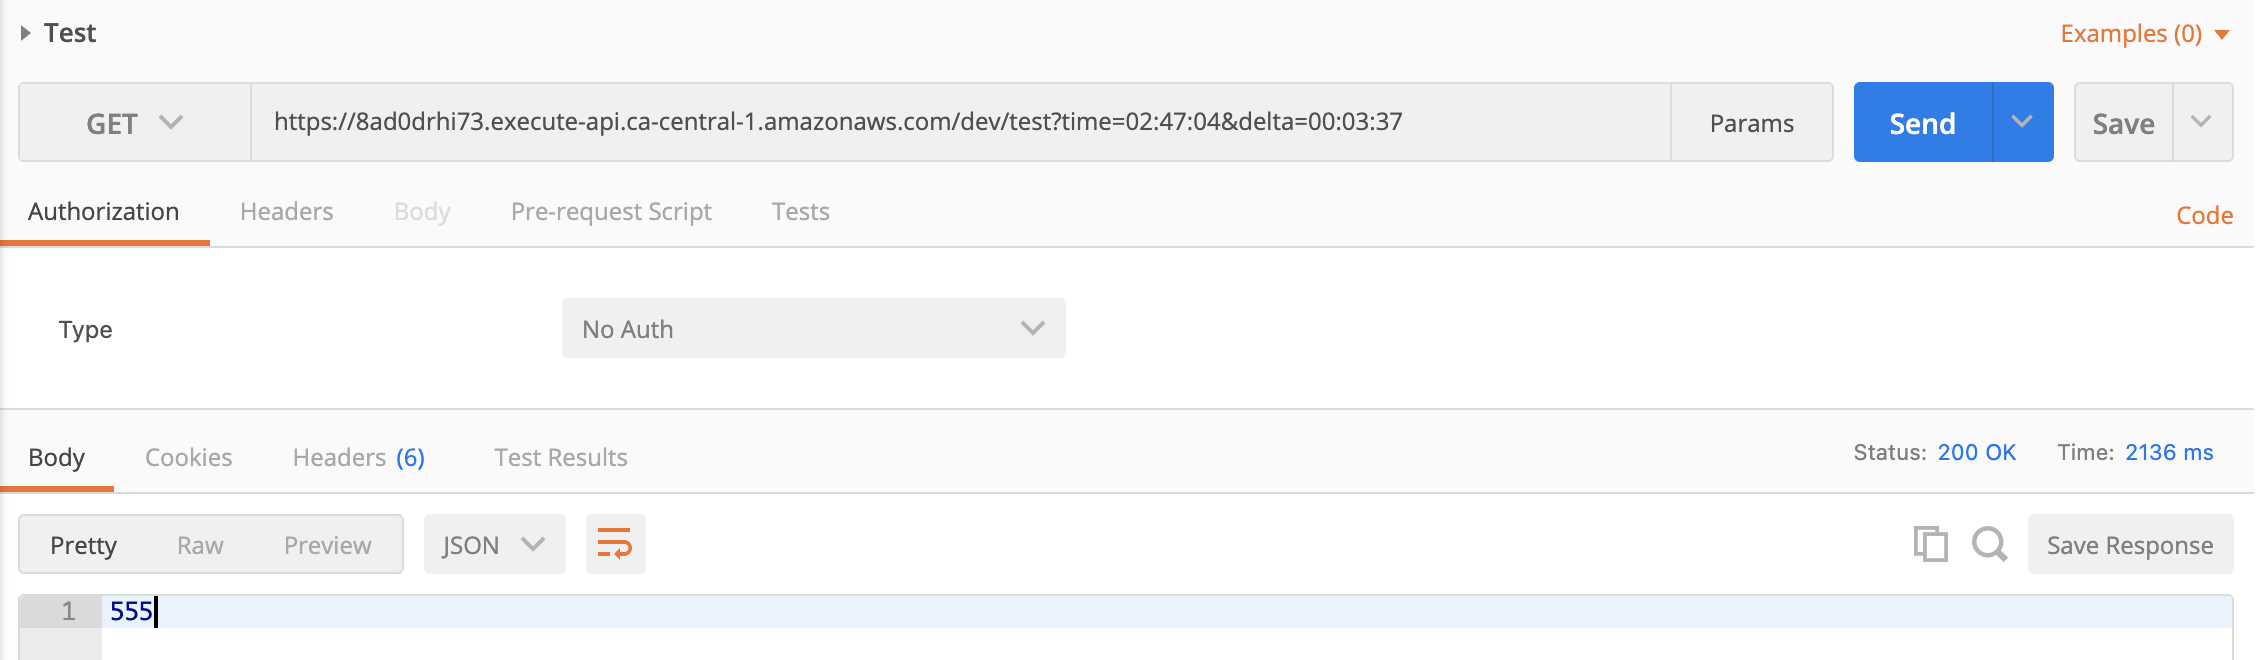 Test
Examples (0)
GET https://8ad0drhi73.execute-api.ca-central-1.amazonaws.com/dev/test?time=02:47:04&delta=00:03:37 Params Send Save
Authorization Headers Body Pre-request Script Tests Code
Type No Auth
Body Cookies Headers (6) Test Results Status: 200 OK Time: 2136 ms
Pretty Raw Preview JSON Save Response
1 555